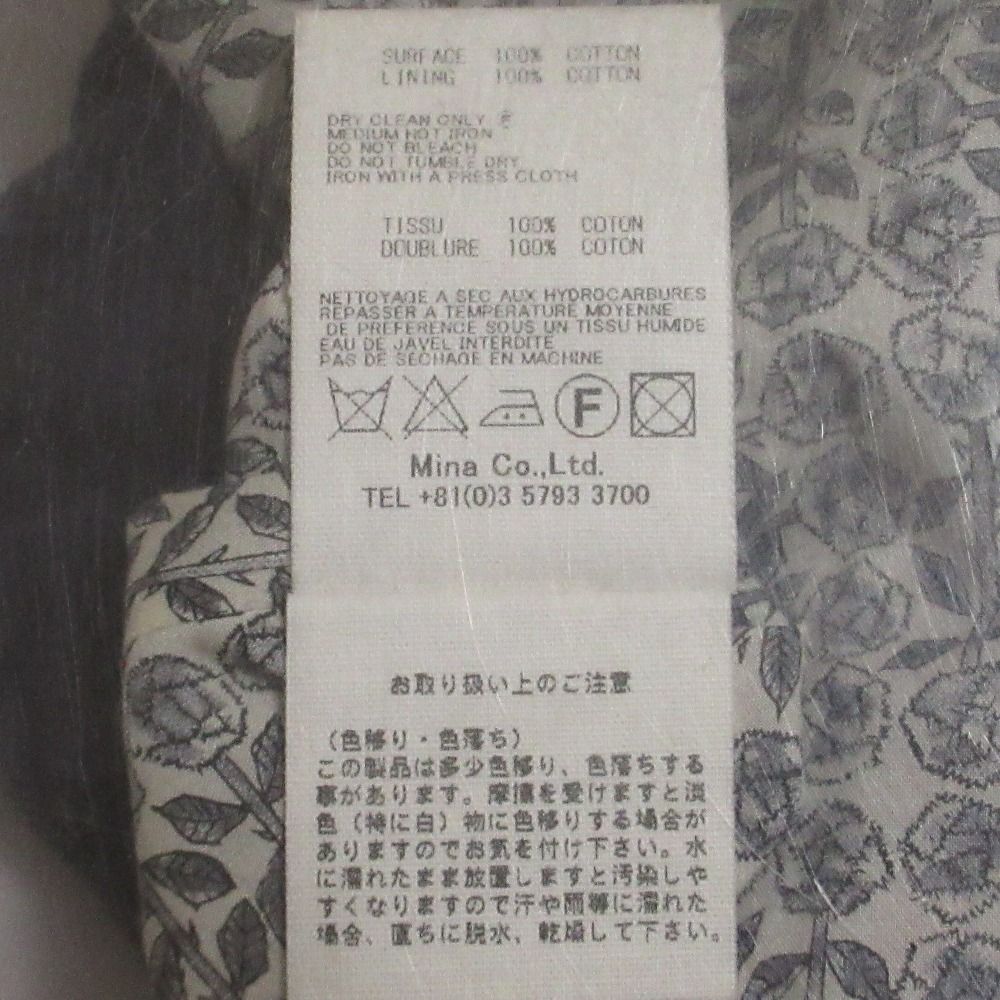 SURFACE 100% COTTON
LINING 100% COTTON
DRY CLEAN ONLY Ⓕ
MEDIUM HOT IRON
DO NOT BLEACH
DO NOT TUMBLE DRY
IRON WITH A PRESS CLOTH
TISSU 100% COTON
DOUBLURE 100% COTON
NETTOYAGE A SEC AUX HYDROCARBURES
REPASSER A TEMPERATURE MOYENNE
DE PREFERENCE SOUS UN TISSU HUMIDE
EAU DE JAVEL INTERDITE
PAS DE SECHAGE EN MACHINE
F
Mina Co.,Ltd.
TEL +81(0)3 5793 3700
お取り扱い上のご注意
（色移り・色落ち）
この製品は多少色移り、色落ちする
事があります。摩擦を受けますと淡
色（特に白）物に色移りする場合が
ありますのでお気を付け下さい。水
に濡れたまま放置しますと汚染しや
すくなりますので汗や雨等に濡れた
場合、直ちに脱水、乾燥して下さい。